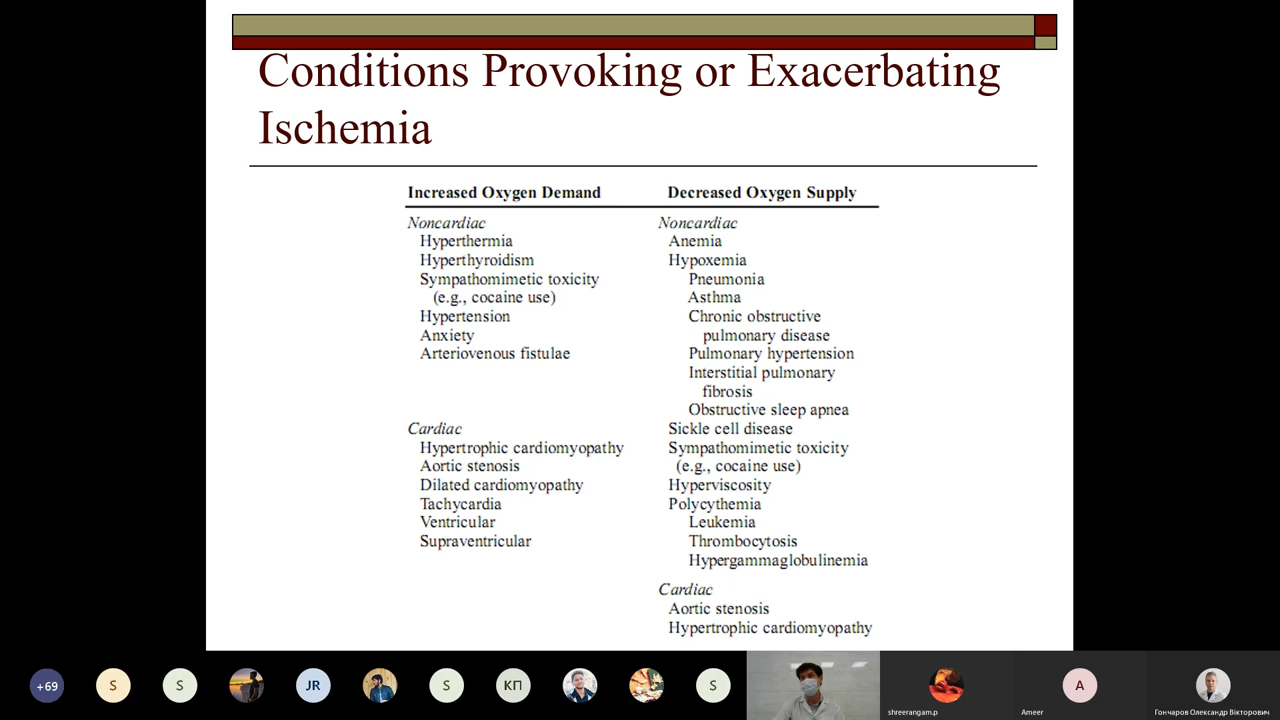 Conditions Provoking or Exacerbating
Ischemia
Increased Oxygen Demand
Noncardiac
Hyperthermia
Hyperthyroidism
Sympathomimetic toxicity
(e.g., cocaine use)
Hypertension
Anxiety
Arteriovenous fistulae
Cardiac
Hypertrophic cardiomyopathy
Aortic stenosis
Dilated cardiomyopathy
Tachycardia
Ventricular
Supraventricular
Decreased Oxygen Supply
Noncardiac
Anemia
Hypoxemia
Pneumonia
Asthma
Chronic obstructive
pulmonary disease
Pulmonary hypertension
Interstitial pulmonary
fibrosis
Obstructive sleep apnea
Sickle cell disease
Sympathomimetic toxicity
(e.g., cocaine use)
Hyperviscosity
Polycythemia
Leukemia
Thrombocytosis
Hypergammaglobulinemia
Cardiac
Aortic stenosis
Hypertrophic cardiomyopathy
+69
S
S
JR
S
КП
S
shreerangam.p
A
Ameer
Гончаров Олександр Вікторович